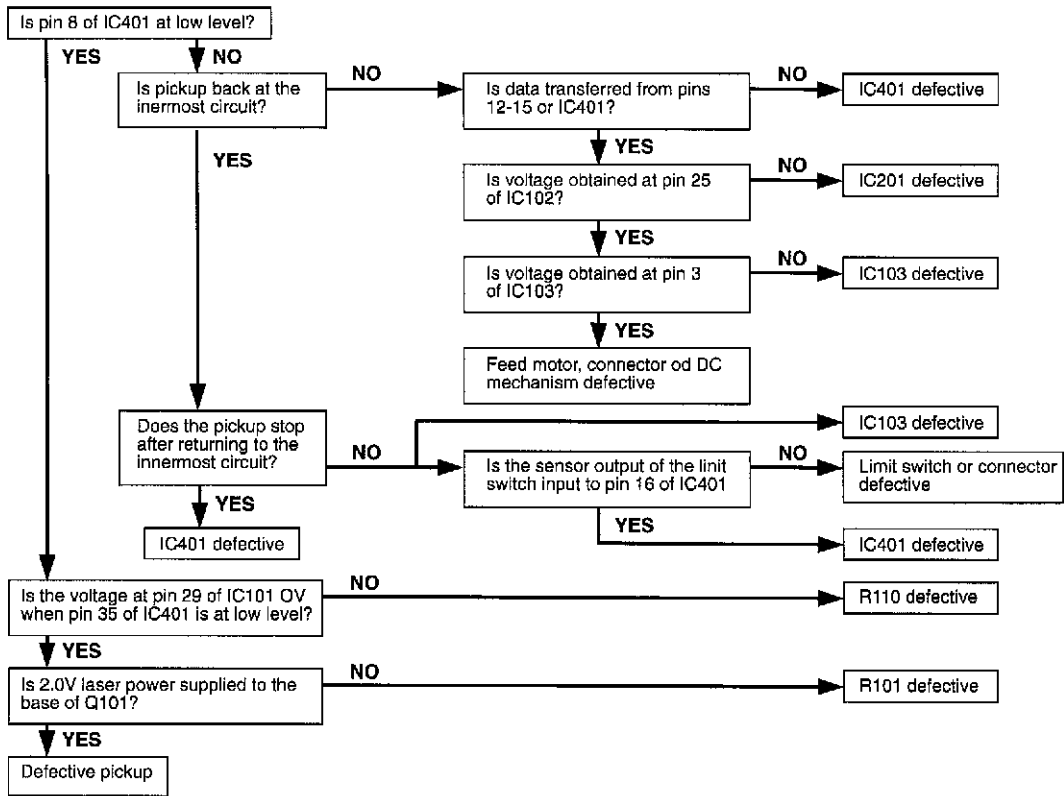 Is pin 8 of IC401 at low level?
YES
NO
Is pickup back at the
inermost circuit?
NO
Is data transferred from pins
12-15 or IC401?
NO
IC401 defective
YES
YES
Is voltage obtained at pin 25
of IC102?
NO
IC201 defective
YES
Is voltage obtained at pin 3
of IC103?
NO
IC103 defective
YES
Feed motor, connector od DC
mechanism defective
Does the pickup stop
after returning to the
innermost circuit?
NO
IC103 defective
Is the sensor output of the linit
switch input to pin 16 of IC401
NO
Limit switch or connector
defective
YES
IC401 defective
YES
IC401 defective
Is the voltage at pin 29 of IC101 OV
when pin 35 of IC401 is at low level?
NO
R110 defective
YES
Is 2.0V laser power supplied to the
base of Q101?
NO
R101 defective
YES
Defective pickup